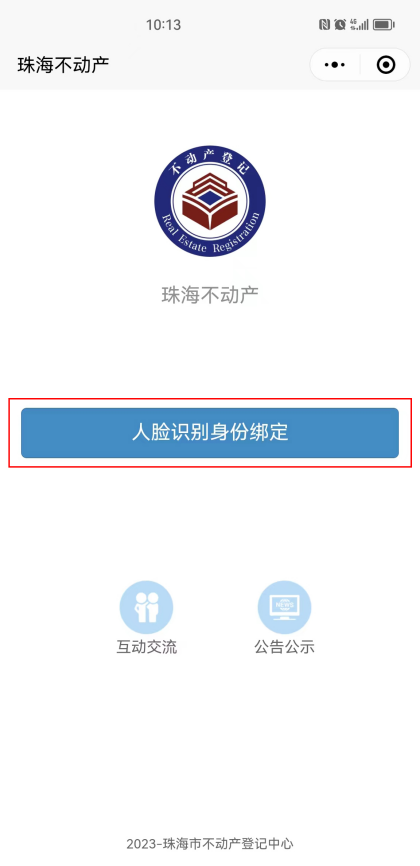 10:13
珠海不动产
不动产登记
Real Estate Registration
珠海不动产
人脸识别身份绑定
互动交流
公告公示
2023-珠海市不动产登记中心